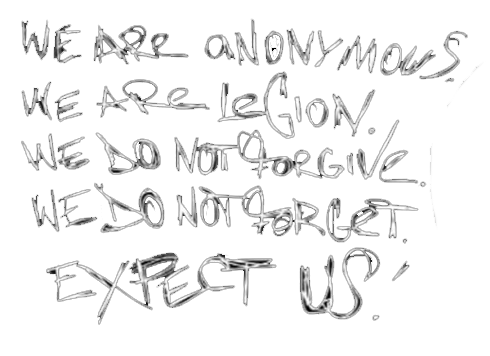 WE ARE aNONYMOUS.
WE ARE LeGION.
WE DO NOT FORGIVE.
WE DO NOT FORGeT.
EXPECT US!